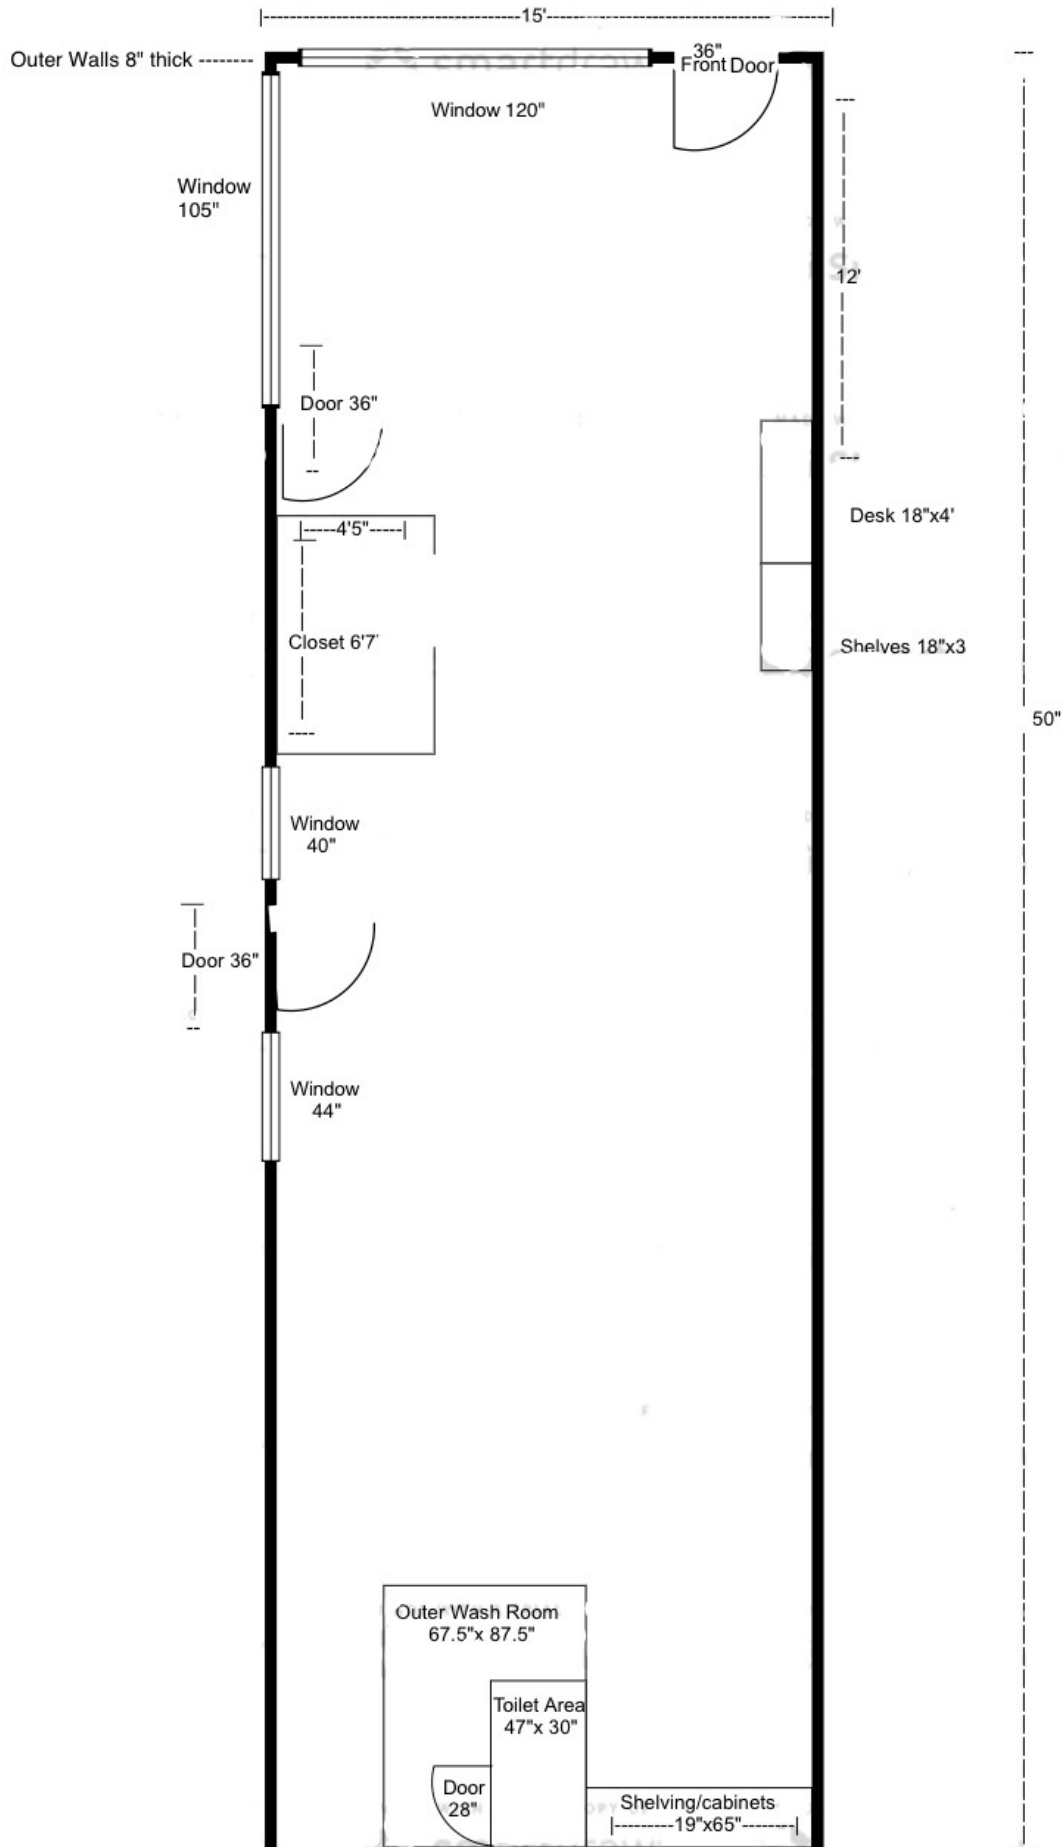 15'
Outer Walls 8" thick
36"
Front Door
Window 120"
Window
105"
12'
Door 36"
4'5"
Desk 18"x4'
Closet 6'7'
Shelves 18"x3
50"
Window
40"
Door 36"
Window
44"
Outer Wash Room
67.5"x 87.5"
Toilet Area
47"x 30"
Door
28"
Shelving/cabinets
19"x65"